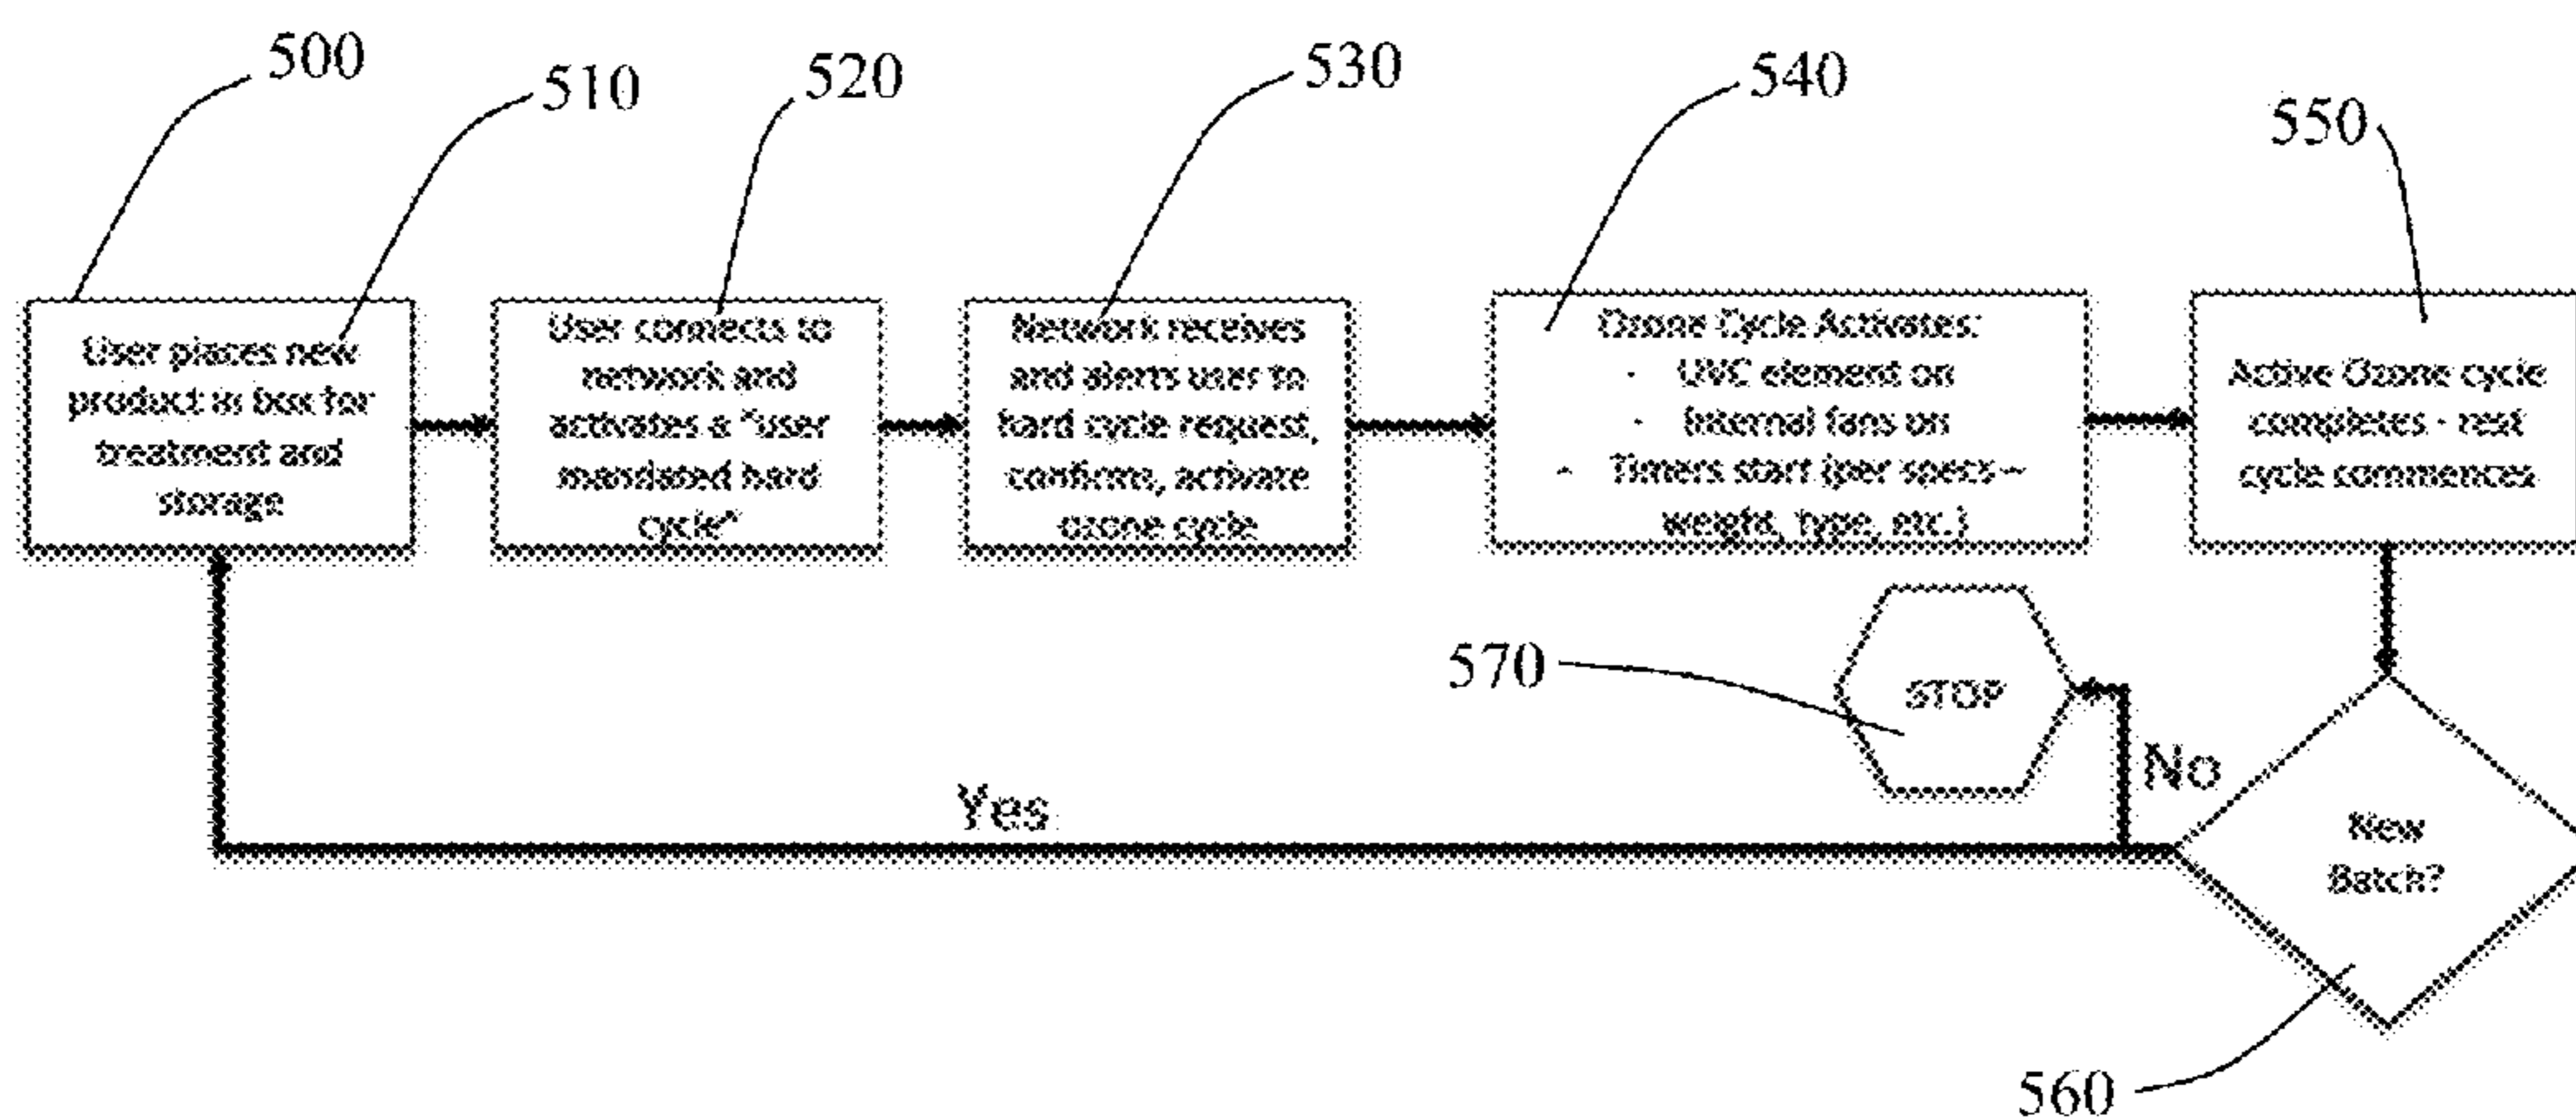 500
510
520
530
540
550
User places new
product in box for
treatment and
storage
User connects to
network and
activates a "user
mandated hard
cycle"
Network receives
and alerts user to
hard cycle request,
confirms, activate
ozone cycle
Ozone Cycle Activates:
- UVC element on
- Internal fans on
- Timers start (per specs –
weight, type, etc.)
Active Ozone cycle
completes - rest
cycle commences
570
STOP
No
Yes
New
Batch?
560